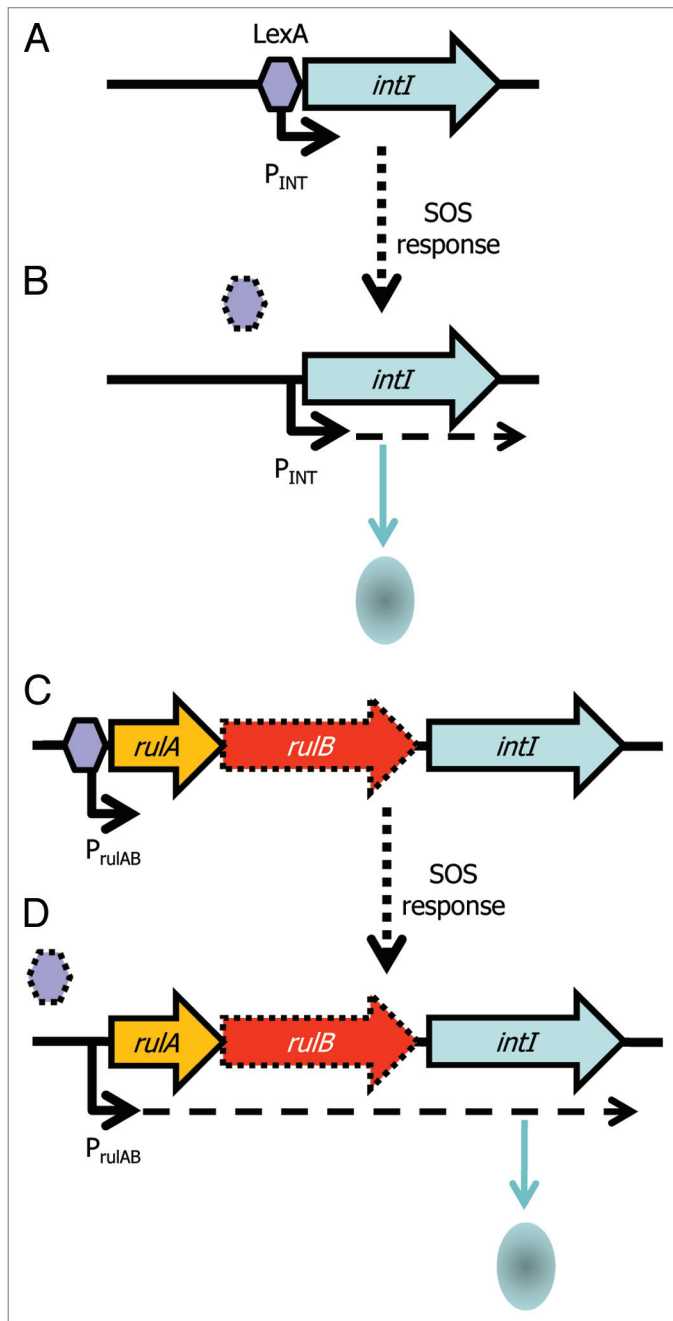 A
LexA
intI
PINT
SOS
response
B
intI
PINT
C
rulA
rulB
intI
PrulAB
SOS
response
D
rulA
rulB
intI
PrulAB